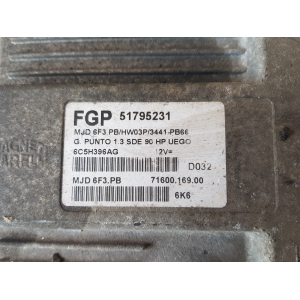 FGP 51795231
MJD 6F3.PB/HW03P/3441-PB66
G. PUNTO 1.3 SDE 90 HP UEGO
6C5H396AG 2V=
D032
MJD 6F3.PB 71600.169.00
6K6